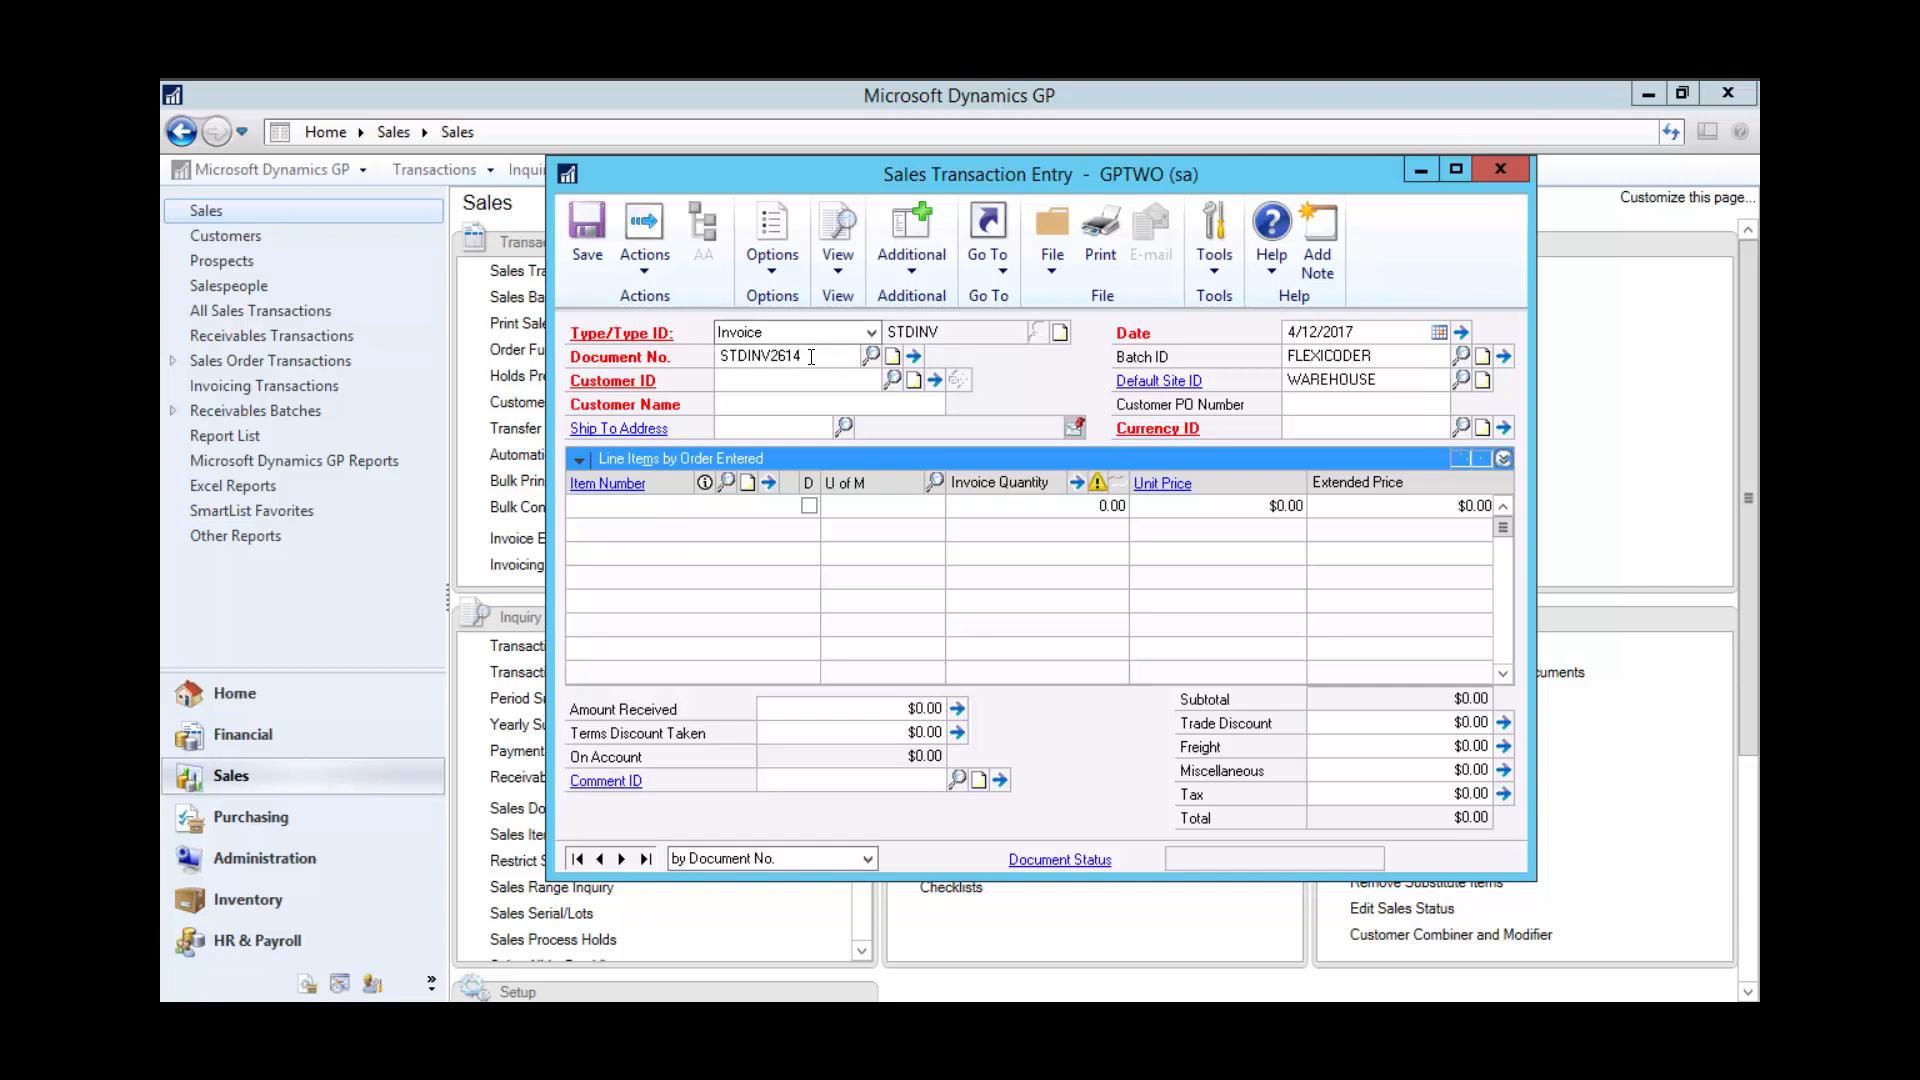 Microsoft Dynamics GP
Home Sales Sales
Microsoft Dynamics GP Transactions
Customize this page...
Sales
Customers
Prospects
Salespeople
All Sales Transactions
Receivables Transactions
Sales Order Transactions
Invoicing Transactions
Receivables Batches
Report List
Microsoft Dynamics GP Reports
Excel Reports
SmartList Favorites
Other Reports
Home
Financial
Sales
Purchasing
Administration
Inventory
HR & Payroll
Sales
Print
Inquiry
Sales Range Inquiry
Sales Serial/Lots
Sales Process Holds
Setup
Checklists
Edit Sales Status
Customer Combiner and Modifier
Sales Transaction Entry - GPTWO (sa)
Save Actions AA Options View Additional Go To File Print E-mail Tools Help Add Note
Actions Options View Additional Go To File Tools Help
Type/Type ID: Invoice STDINV Date 4/12/2017
Document No. STDINV2614 Batch ID FLEXICODER
Customer ID Default Site ID WAREHOUSE
Customer Name Customer PO Number
Ship To Address Currency ID
Line Items by Order Entered
Item Number D U of M Invoice Quantity Unit Price Extended Price
0.00 $0.00 $0.00
Amount Received $0.00
Terms Discount Taken $0.00
On Account $0.00
Comment ID
Subtotal $0.00
Trade Discount $0.00
Freight $0.00
Miscellaneous $0.00
Tax $0.00
Total $0.00
by Document No. Document Status